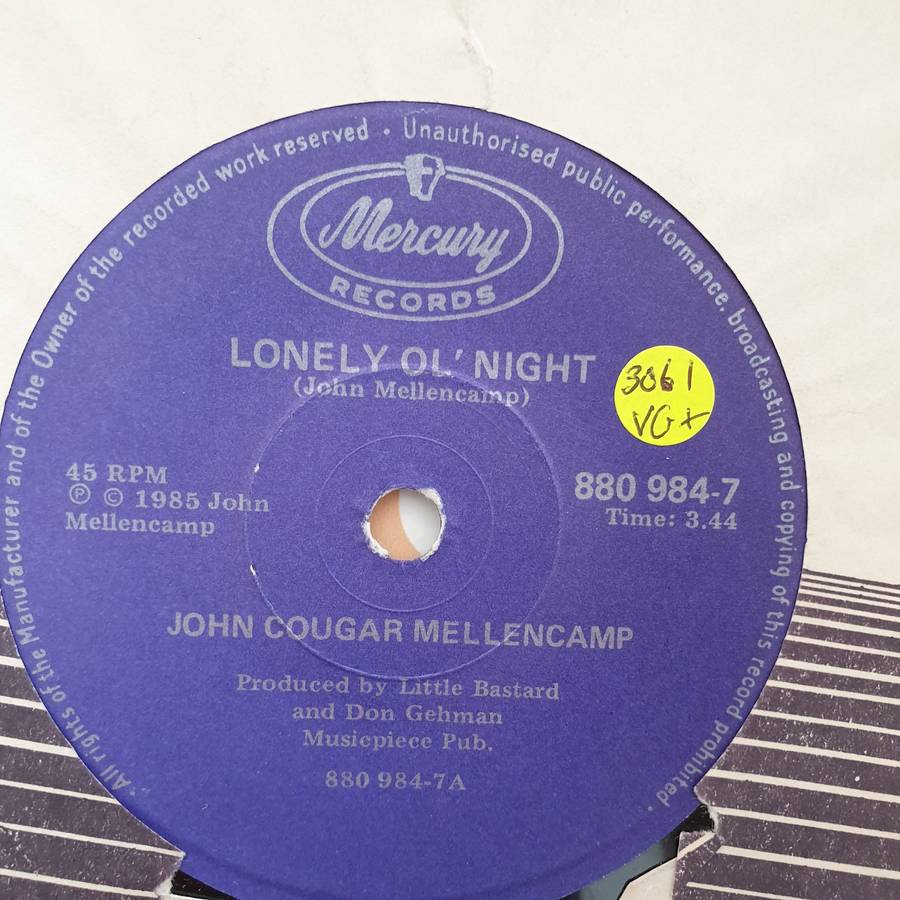 · All rights of the Manufacturer and of the Owner of the recorded work reserved · Unauthorised public performance, broadcasting and copying of this record prohibited ·
Mercury
RECORDS
LONELY OL' NIGHT
(John Mellencamp)
3061
VG+
45 RPM
℗ © 1985 John
Mellencamp
880 984-7
Time: 3.44
JOHN COUGAR MELLENCAMP
Produced by Little Bastard
and Don Gehman
Musicpiece Pub.
880 984-7A